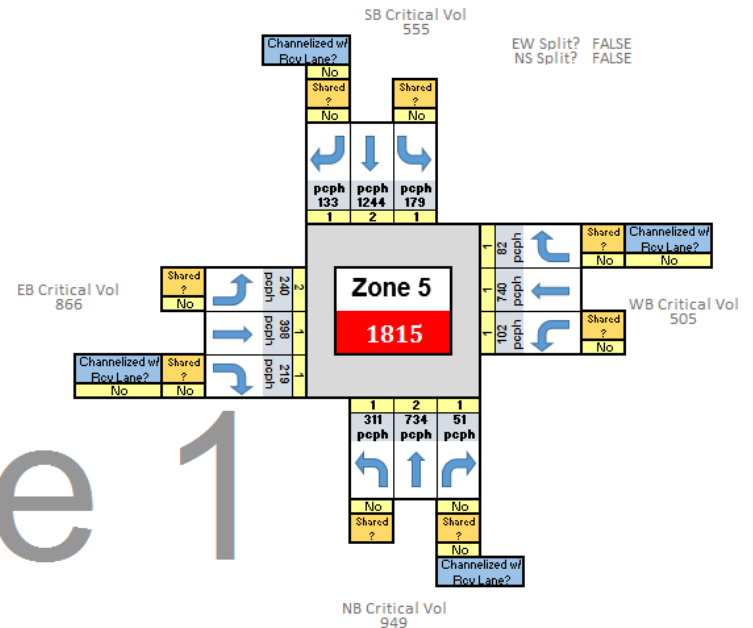 SB Critical Vol
555
EW Split? FALSE
NS Split? FALSE
Channelized w/
Rcv Lane?
No
Shared
?
No
Shared
?
No
pcph
133
1
pcph
1244
2
pcph
179
1
1
82
pcph
Shared
?
No
Channelized w/
Rcv Lane?
No
1
740
pcph
1
102
pcph
Shared
?
No
WB Critical Vol
505
EB Critical Vol
866
Shared
?
No
240
pcph
2
398
pcph
1
Channelized w/
Rcv Lane?
No
Shared
?
No
219
pcph
1
Zone 5
1815
1
311
pcph
2
734
pcph
1
51
pcph
No
Shared
?
No
Shared
?
No
Channelized w/
Rcv Lane?
NB Critical Vol
949
e 1